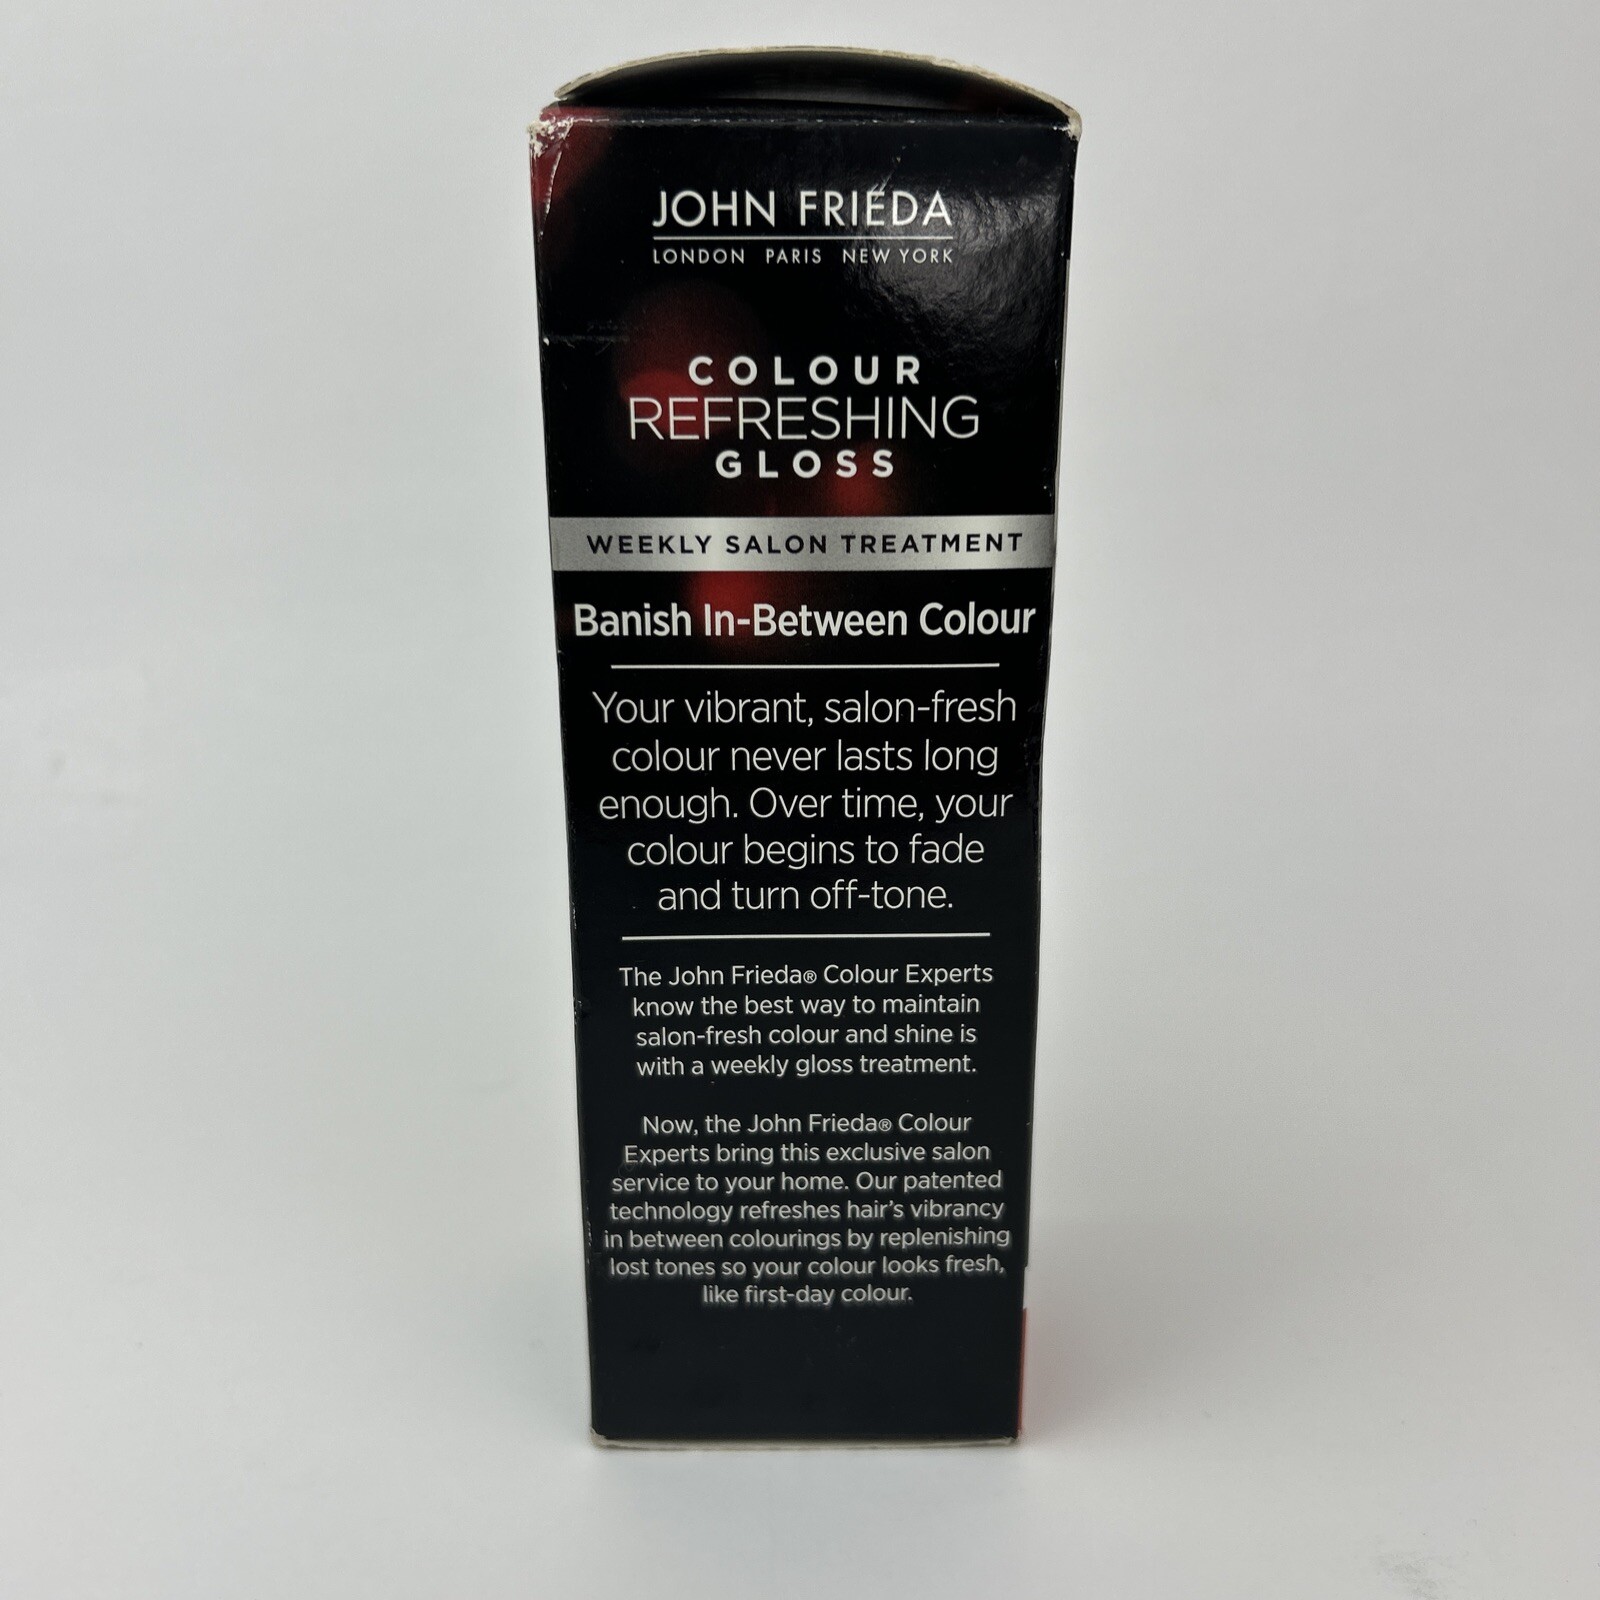 JOHN FRIEDA
LONDON PARIS NEW YORK
COLOUR
REFRESHING
GLOSS
WEEKLY SALON TREATMENT
Banish In-Between Colour
Your vibrant, salon-fresh
colour never lasts long
enough. Over time, your
colour begins to fade
and turn off-tone.
The John Frieda® Colour Experts
know the best way to maintain
salon-fresh colour and shine is
with a weekly gloss treatment.
Now, the John Frieda® Colour
Experts bring this exclusive salon
service to your home. Our patented
technology refreshes hair's vibrancy
in between colourings by replenishing
lost tones so your colour looks fresh,
like first-day colour.